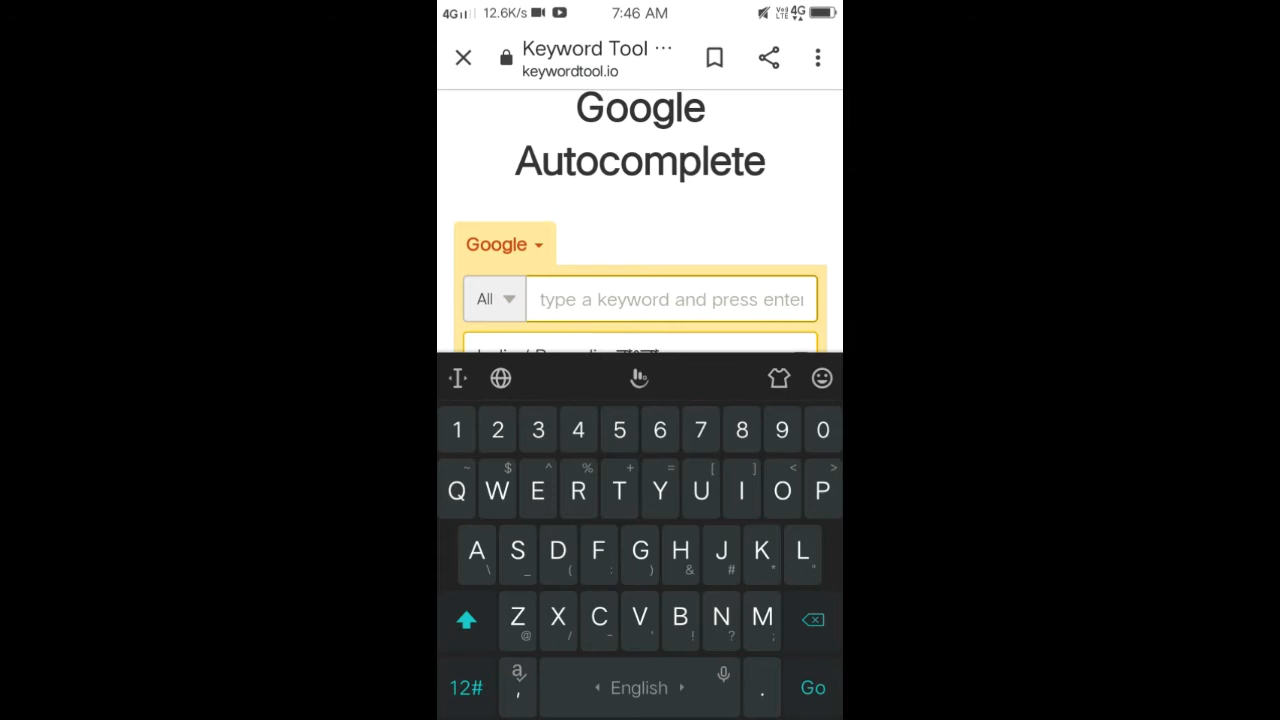 4G 12.6K/s 7:46 AM VoLTE 4G
Keyword Tool ...
keywordtool.io
Google
Autocomplete
Google
All type a keyword and press enter
1 2 3 4 5 6 7 8 9 0
~ $ ^ % + = [ ] < >
Q W E R T Y U I O P
A S D F G H J K L
\ _ ( : ) & # * "
Z X C V B N M
@ / - ' ! ? ;
12# a , English . Go